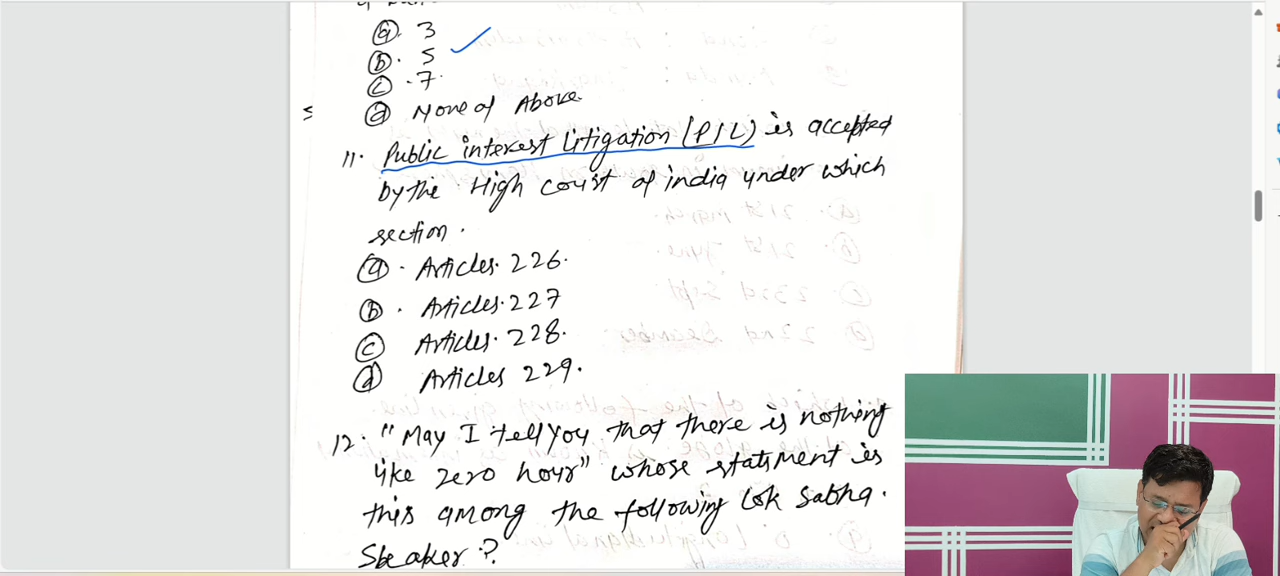 ⓐ. 3
ⓑ. 5
ⓒ. 7.
ⓓ None of Above.
11. Public interest Litigation (PIL) is accepted
by the High court of india under which
section.
ⓐ. Articles. 226.
ⓑ. Articles. 227
ⓒ Articles. 228.
ⓓ Articles 229.
12. "May I tell you that there is nothing
like zero hour" whose statment is
this among the following Lok Sabha.
Speaker.?